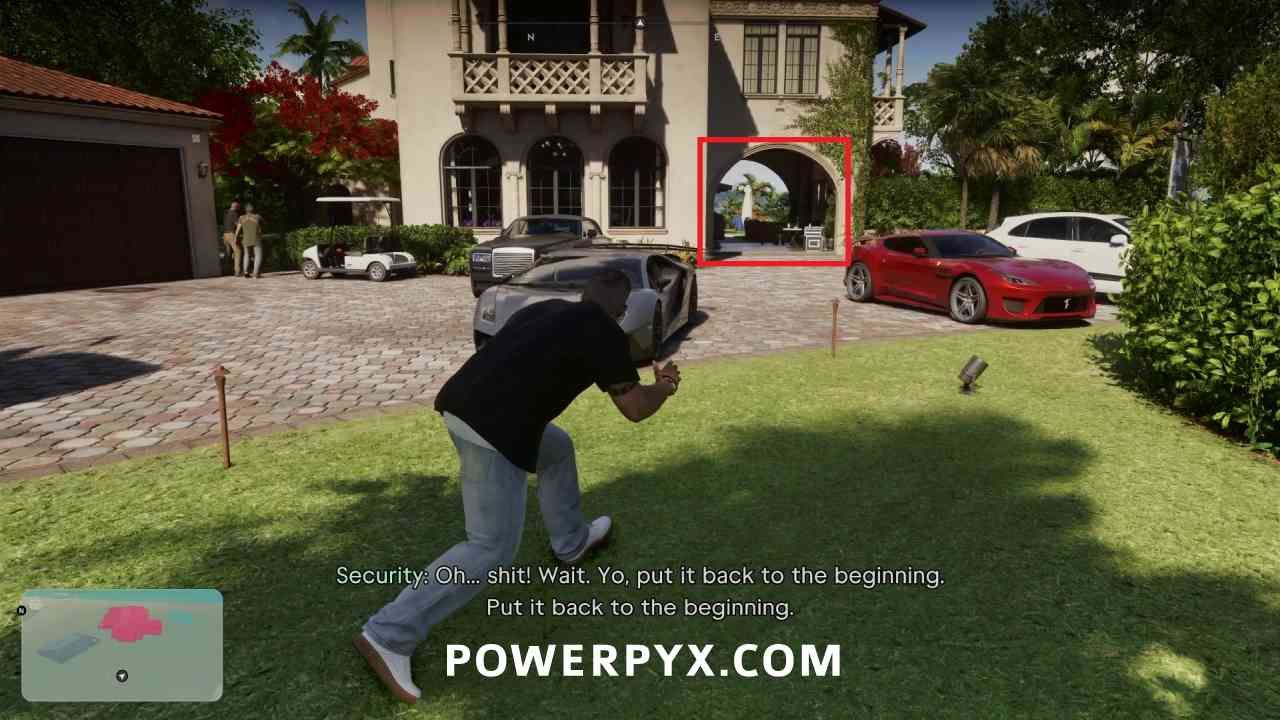 N
E
Security: Oh... shit! Wait. Yo, put it back to the beginning.
Put it back to the beginning.
N
POWERPYX.COM